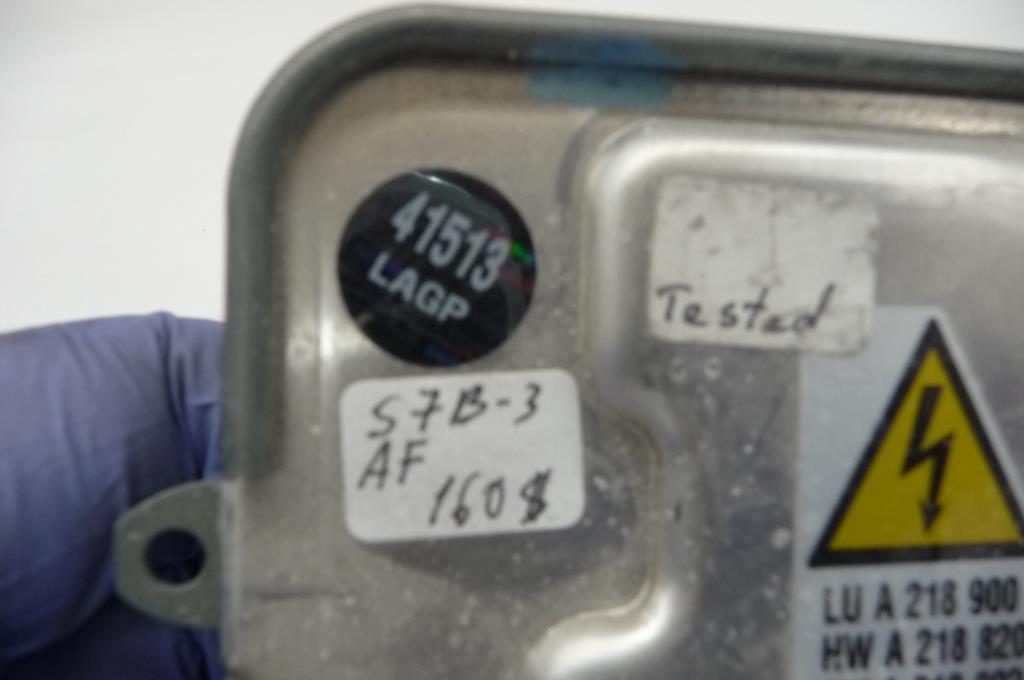 41513
LAGP
Tested
S7B-3
AF
160$
LU A 218 900
HW A 218 820